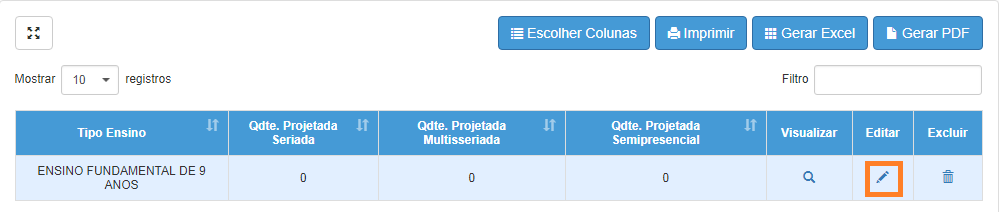 Escolher Colunas Imprimir Gerar Excel Gerar PDF
Mostrar 10 registros Filtro
Tipo Ensino Qdte. Projetada Seriada Qdte. Projetada Multisseriada Qdte. Projetada Semipresencial Visualizar Editar Excluir
ENSINO FUNDAMENTAL DE 9
ANOS
0 0 0